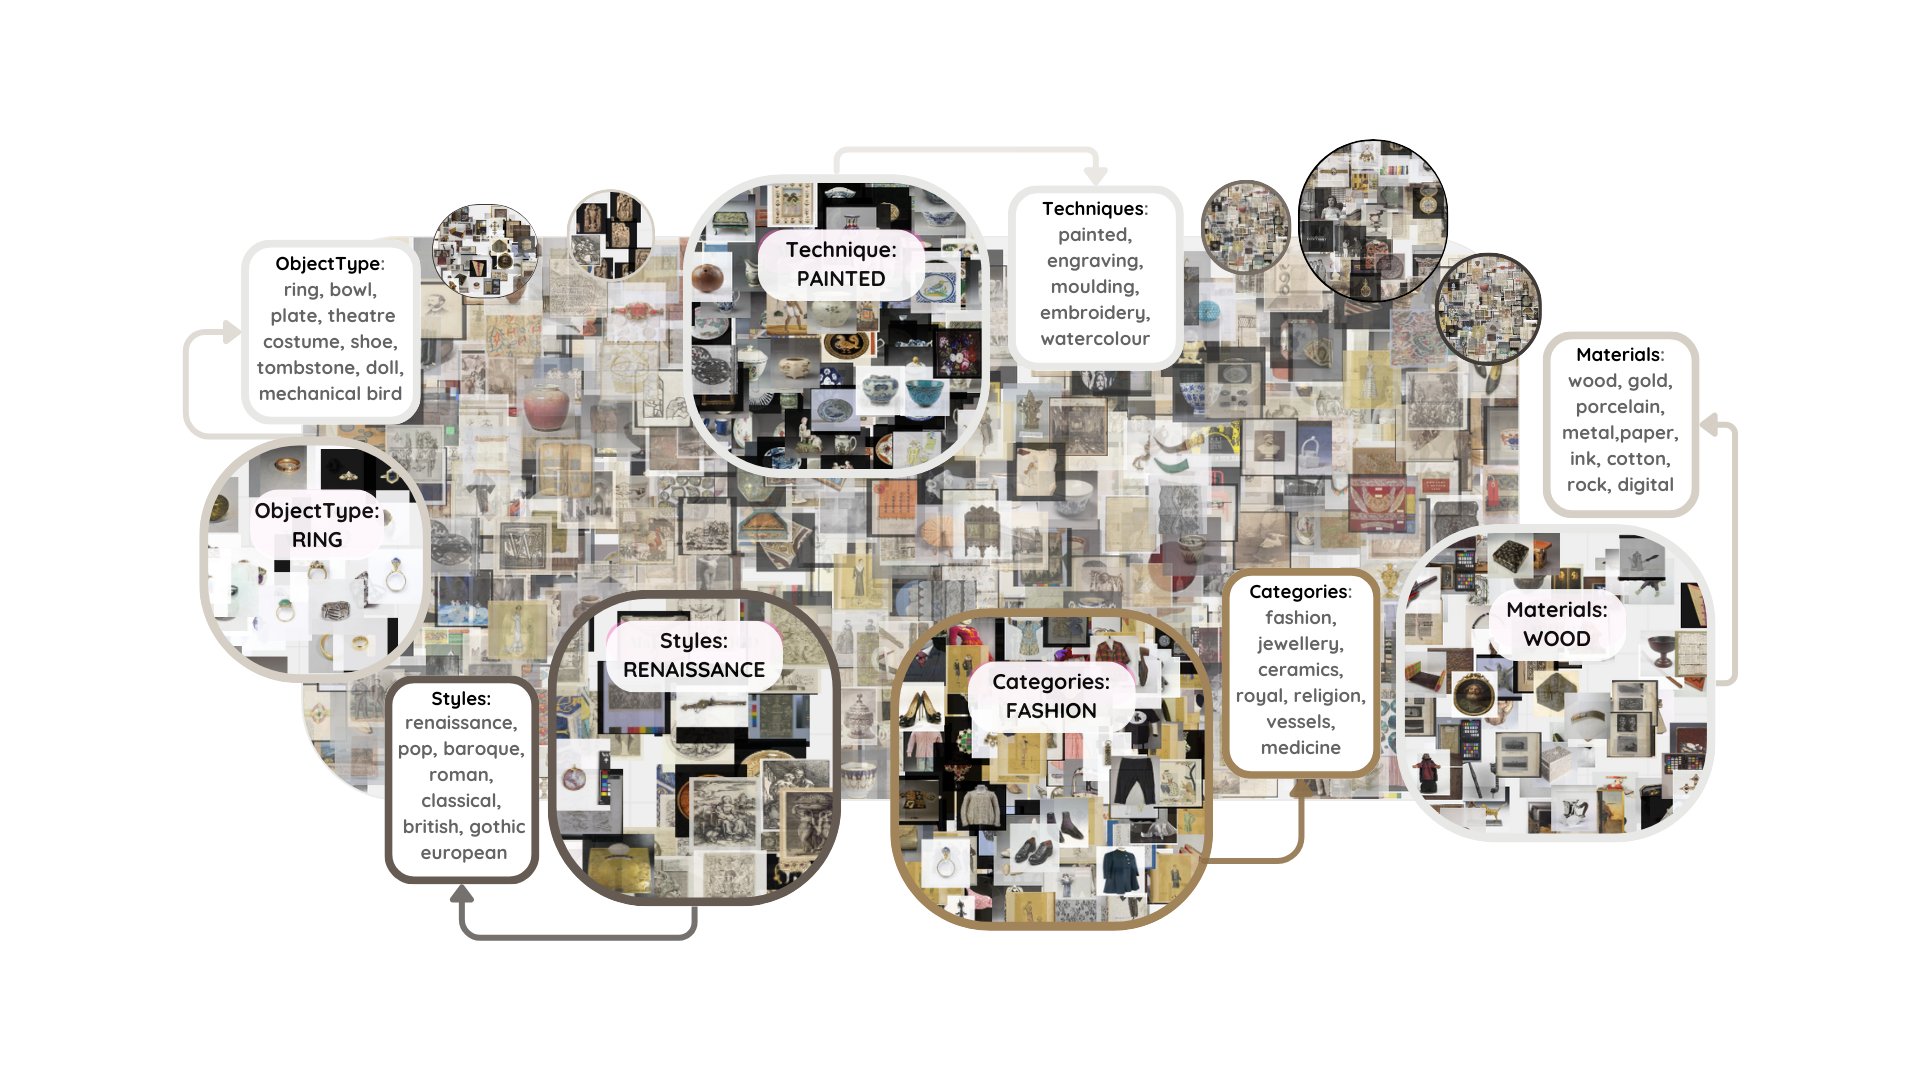 ObjectType:
ring, bowl,
plate, theatre
costume, shoe,
tombstone, doll,
mechanical bird
ObjectType:
RING
Technique:
PAINTED
Techniques:
painted,
engraving,
moulding,
embroidery,
watercolour
Materials:
wood, gold,
porcelain,
metal,paper,
ink, cotton,
rock, digital
Materials:
WOOD
Styles:
RENAISSANCE
Styles:
renaissance,
pop, baroque,
roman,
classical,
british, gothic
european
Categories:
FASHION
Categories:
fashion,
jewellery,
ceramics,
royal, religion,
vessels,
medicine